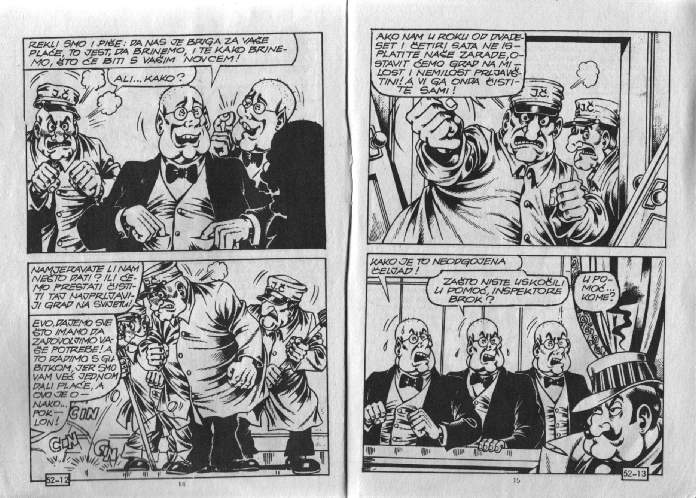 REKLI SMO I PIŠE: DA NAS JE BRIGA ZA VAŠE
PLAĆE, TO JEST, DA BRINEMO, I TE KAKO BRINE-
MO, ŠTO ĆE BITI S VAŠIM NOVCEM!
ALI... KAKO?
J.Č.
NAMJERAVATE LI NAM
NEŠTO DATI? ILI ĆE-
MO PRESTATI ČISTI-
TI TAJ NAJPRLJAVIJI
GRAD NA SVIJETU!
EVO, DAJEMO SVE
ŠTO IMAMO DA
ZADOVOLJIMO VA-
ŠE POTREBE! A
TO RADIMO S GU
BITKOM, JER SMO
VAM VEĆ JEDNOM
DALI PLAĆE, A
OVO JE O-
NAKO...
POK-
LON!
CIN
CIN
CIN
52-12
14
AKO NAM U ROKU OD DVADE-
SET I ČETIRI SATA NE IS-
PLATITE NAŠE ZARADE, O-
STAVIT ĆEMO GRAD NA MI-
LOST I NEMILOST PRLJAVŠ-
TINI! A VI GA ONDA ČISTI-
TE SAMI!
J.Č.
J.Č.
KAKO JE TO NEODGOJENA
ČELJAD!
ZAŠTO NISTE USKOČILI
U POMOĆ, INSPEKTORE
BROK?
U PO-
MOĆ...
KOME?
15
52-13